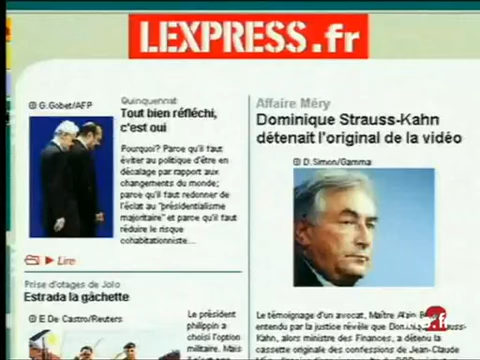 LEXPRESS.fr
G.Gobet/AFP
Quinquennat
Tout bien réfléchi,
c'est oui
Pourquoi? Parce qu'il faut
éviter au politique d'être en
décalage par rapport aux
changements du monde;
parce qu'il faut redonner de
l'éclat au "présidentialisme
majoritaire" et parce qu'il faut
réduire le risque
cohabitationniste...
Lire
Prise d'otages de Jolo
Estrada la gâchette
E De Castro/Reuters
Le président
philippin a
choisi l'option
militaire. Mais
Affaire Méry
Dominique Strauss-Kahn
détenait l'original de la vidéo
D.Simon/Gamma
Le témoignage d'un avocat, Maître Alain
entendu par la justice révèle que
Kahn, alors ministre des Finances, a détenu la
cassette originale des confessions de Jean-Claude